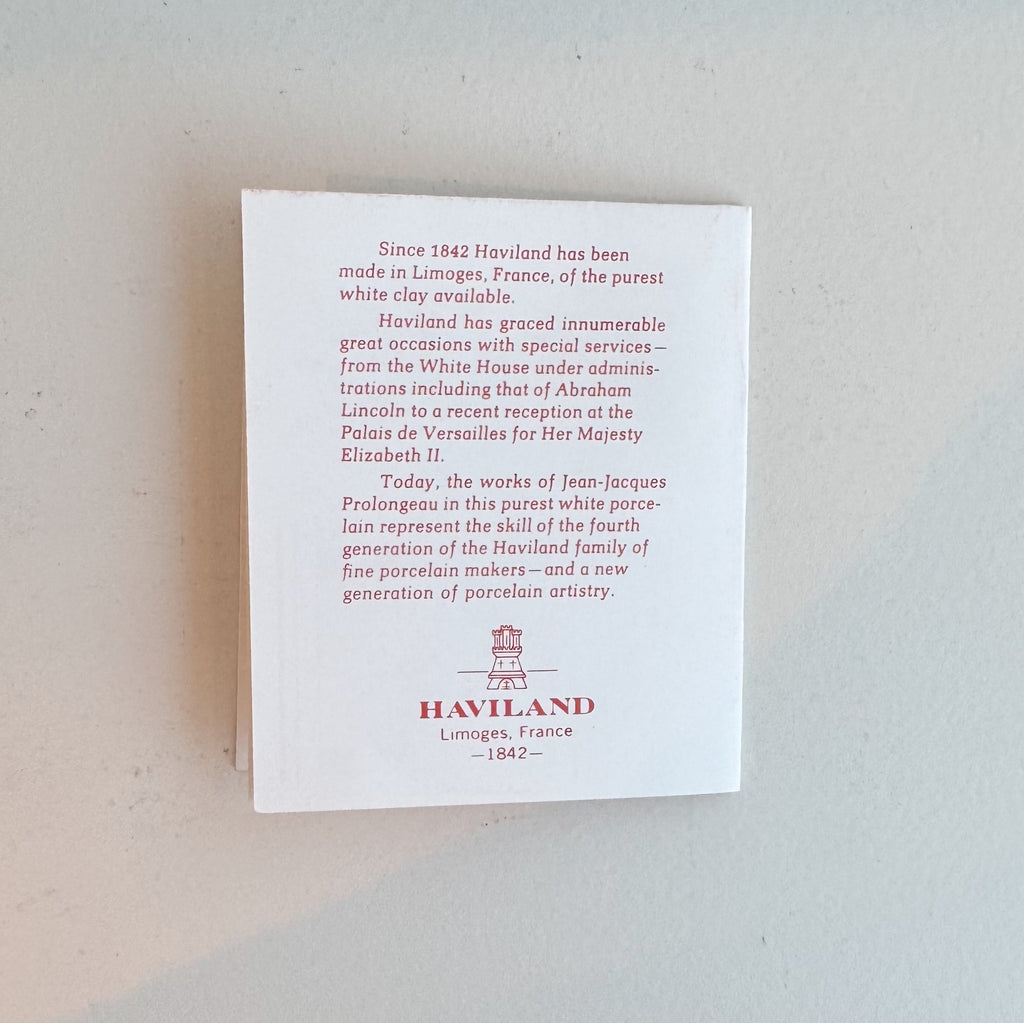 Since 1842 Haviland has been
made in Limoges, France, of the purest
white clay available.
Haviland has graced innumerable
great occasions with special services—
from the White House under adminis-
trations including that of Abraham
Lincoln to a recent reception at the
Palais de Versailles for Her Majesty
Elizabeth II.
Today, the works of Jean-Jacques
Prolongeau in this purest white porce-
lain represent the skill of the fourth
generation of the Haviland family of
fine porcelain makers—and a new
generation of porcelain artistry.
HAVILAND
Limoges, France
—1842—